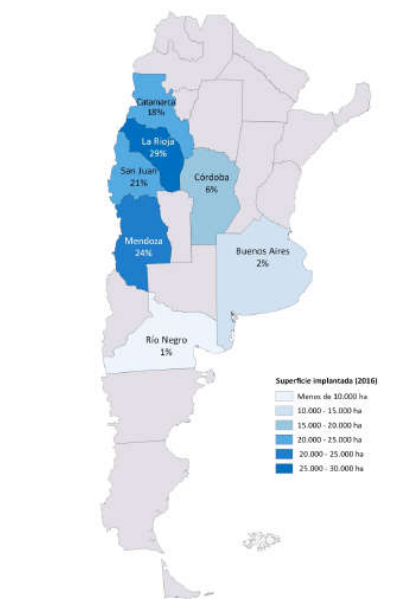 Catamarca
18%
La Rioja
29%
San Juan
21%
Córdoba
6%
Mendoza
24%
Buenos Aires
2%
Río Negro
1%
Superficie implantada (2016)
Menos de 10.000 ha
10.000 - 15.000 ha
15.000 - 20.000 ha
20.000 - 25.000 ha
20.000 - 25.000 ha
25.000 - 30.000 ha